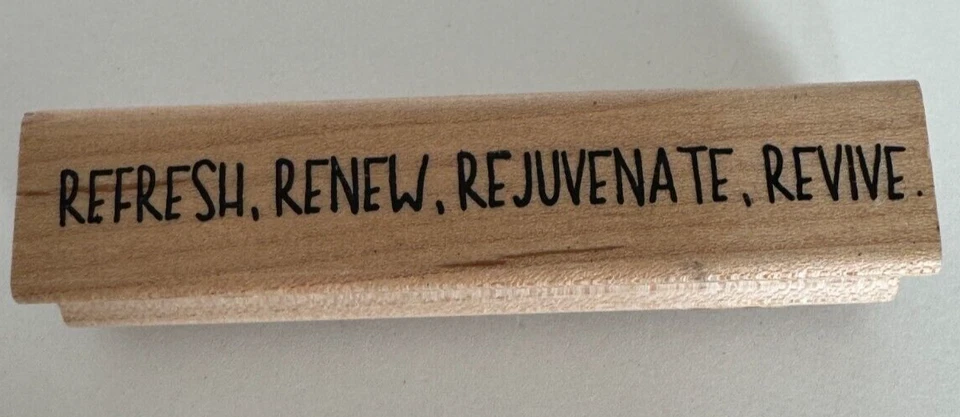 REFRESH, RENEW, REJUVENATE, REVIVE.